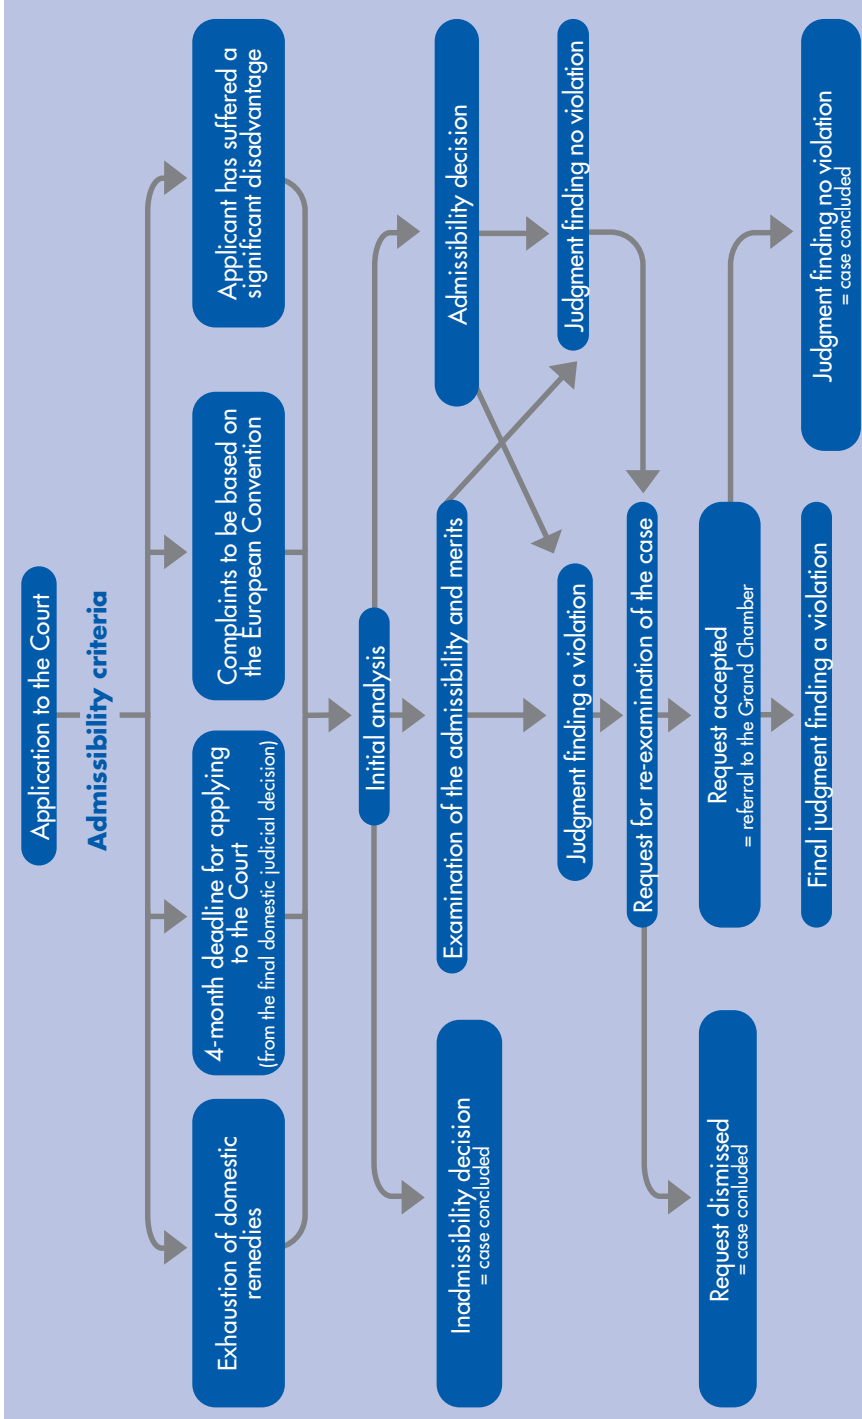 Application to the Court
Admissibility criteria
Exhaustion of domestic
remedies
4-month deadline for applying
to the Court
(from the final domestic judicial decision)
Complaints to be based on
the European Convention
Applicant has suffered a
significant disadvantage
Initial analysis
Inadmissibility decision
= case concluded
Examination of the admissibility and merits
Admissibility decision
Judgment finding a violation
Judgment finding no violation
Request for re-examination of the case
Request dismissed
= case conluded
Request accepted
= referral to the Grand Chamber
Final judgment finding a violation
Judgment finding no violation
= case concluded